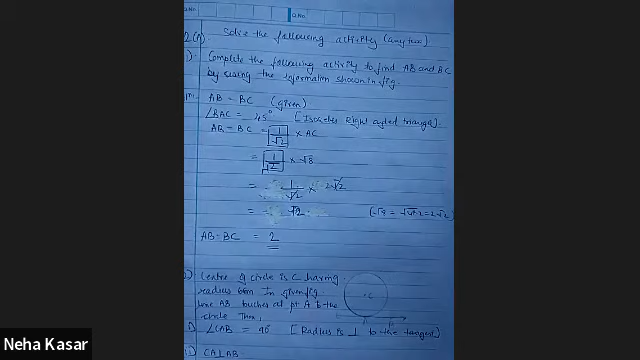 Q.No.
2(A) Solve the following activity (any two)
1) Complete the following activity to find AB and BC
by using the information shown in fig.
AB = BC (given)
∠BAC = 45° [Isosceles Right angled triangle]
AB = BC = 1/√2 × AC
= 1/√2 × √8
= 1/√2 × 2√2
= √2 (√8 = √4×2 = 2√2)
AB = BC = 2
2) Centre of circle is C having
radius 6cm In given fig
line AB touches at pt A to the
circle Then,
C
1) ∠CAB = 90° [Radius is ⊥ to the tangent]
CA ⊥ AB
Neha Kasar